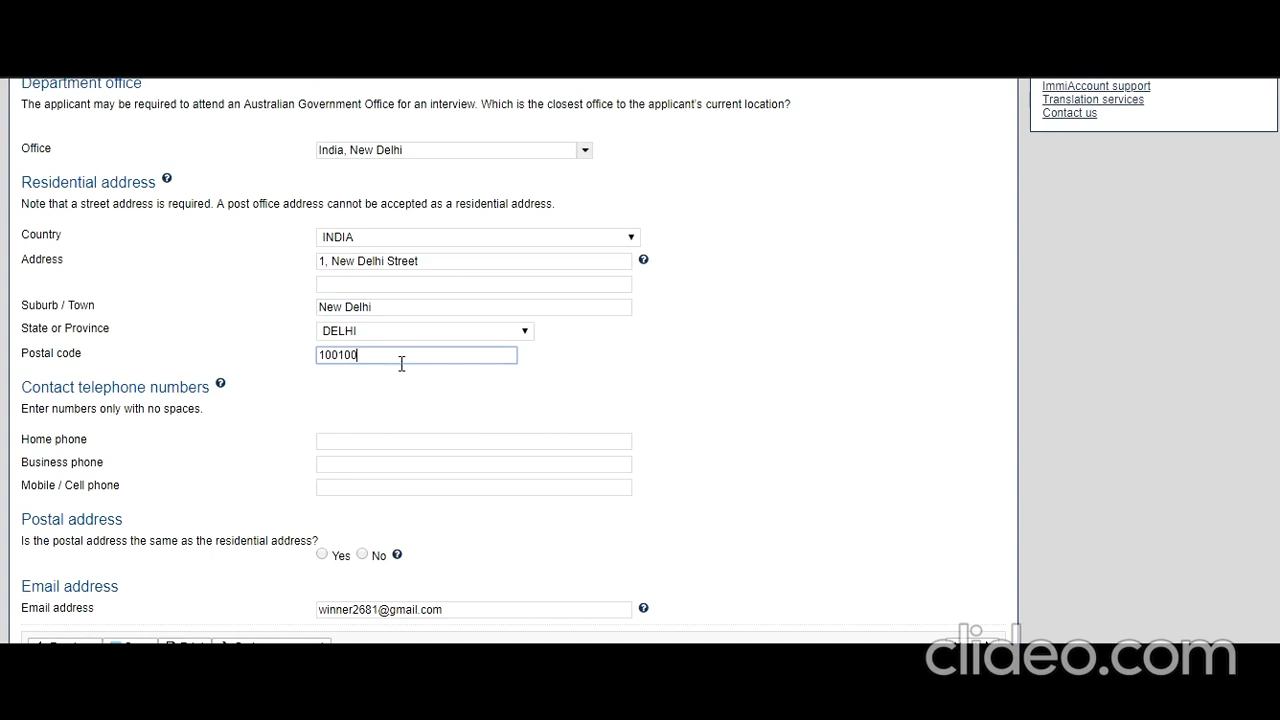 Department office
ImmiAccount support
Translation services
Contact us
The applicant may be required to attend an Australian Government Office for an interview. Which is the closest office to the applicant's current location?
Office India, New Delhi
Residential address
Note that a street address is required. A post office address cannot be accepted as a residential address.
Country INDIA
Address 1, New Delhi Street
Suburb / Town New Delhi
State or Province DELHI
Postal code 100100
Contact telephone numbers
Enter numbers only with no spaces.
Home phone
Business phone
Mobile / Cell phone
Postal address
Is the postal address the same as the residential address?
Yes No
Email address
Email address winner2681@gmail.com
clideo.com